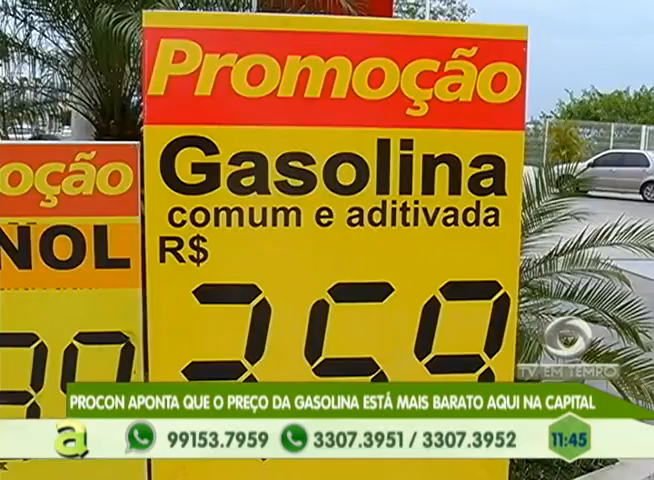 Promoção
oção
Gasolina
comum e aditivada
R$
359
NOL
TV EM TEMPO
PROCON APONTA QUE O PREÇO DA GASOLINA ESTÁ MAIS BARATO AQUI NA CAPITAL
a 99153.7959 3307.3951 / 3307.3952 11:45